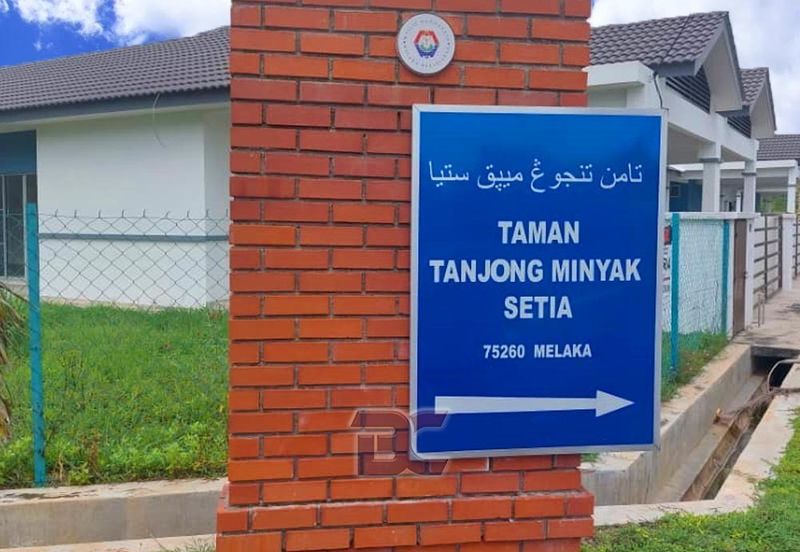 تامن تنجوڠ ميڽق ستيا
TAMAN
TANJONG MINYAK
SETIA
75260 MELAKA